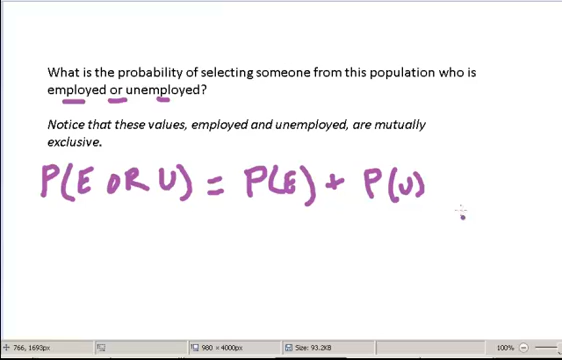 What is the probability of selecting someone from this population who is
employed or unemployed?
Notice that these values, employed and unemployed, are mutually
exclusive.
P(E OR U) = P(E) + P(U)
766, 1693px 980 × 4000px Size: 93.2KB 100%